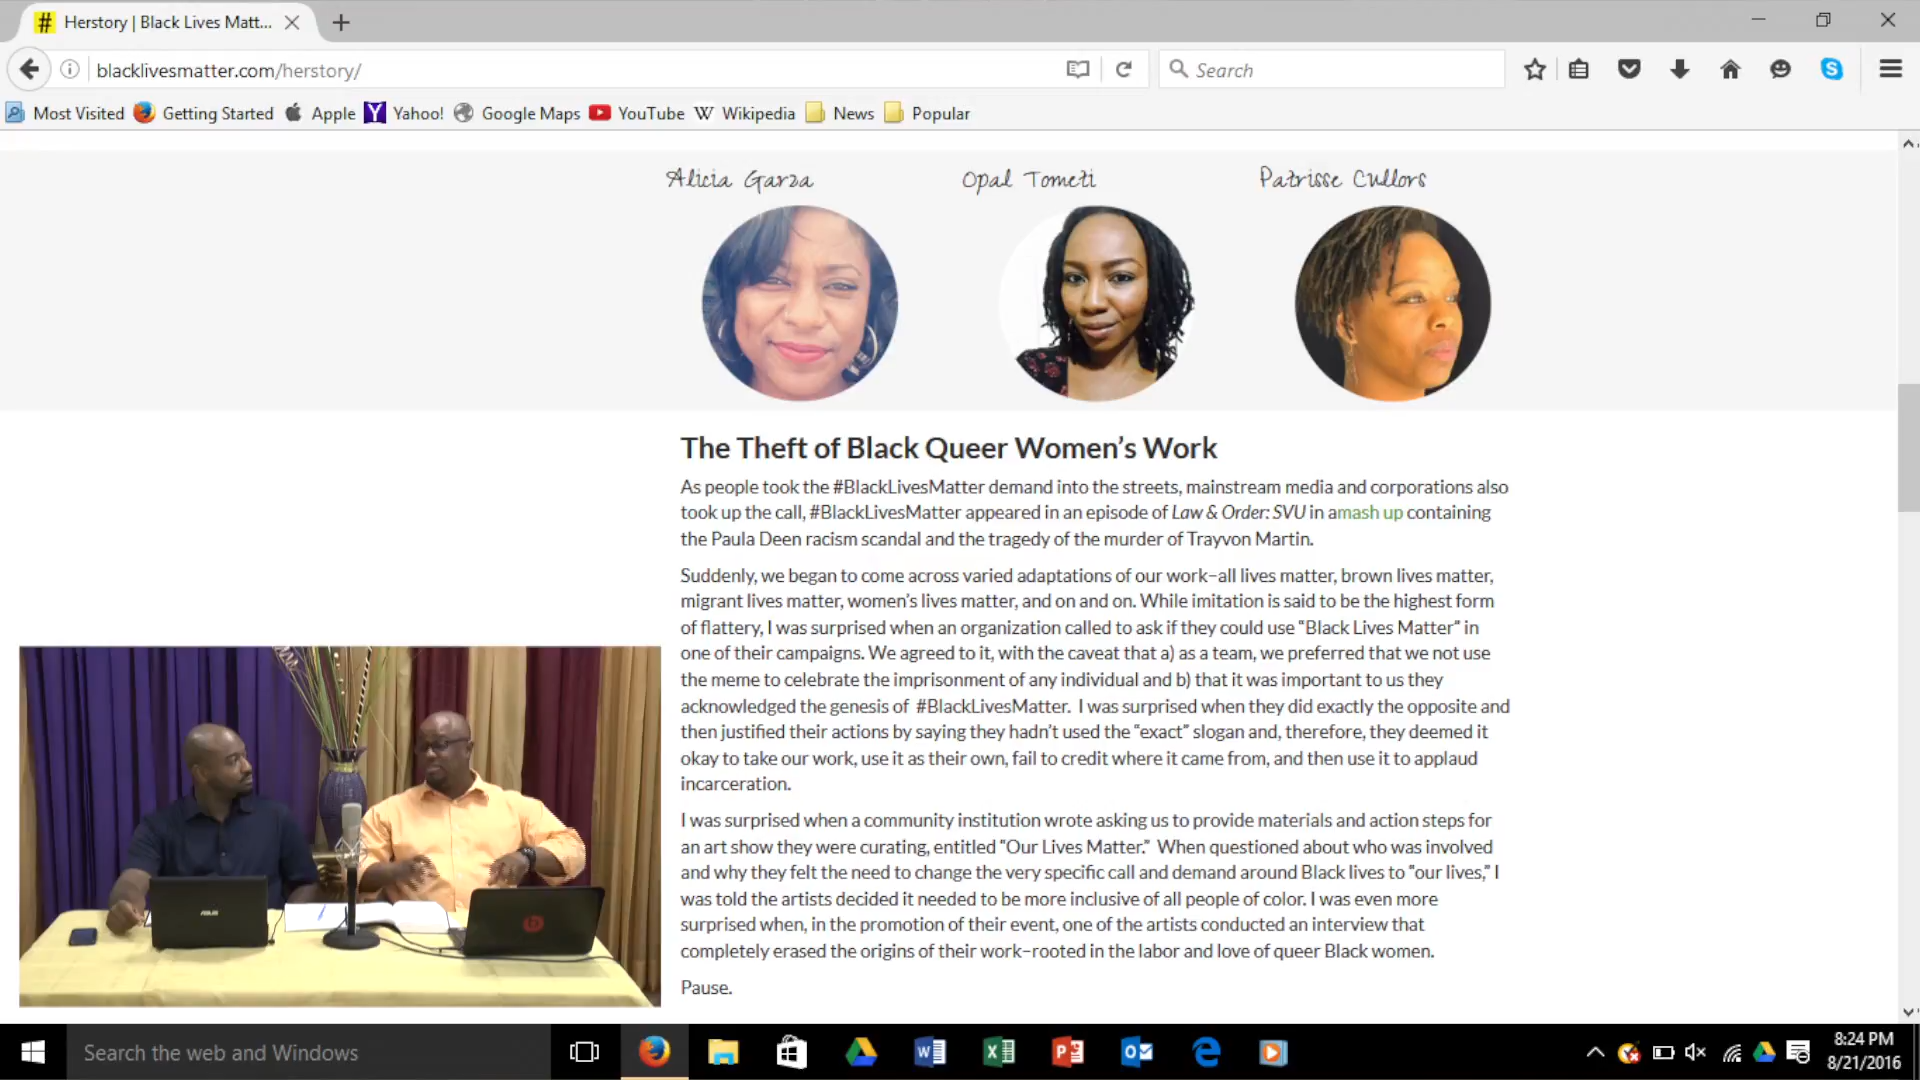 Herstory | Black Lives Matt...
blacklivesmatter.com/herstory/
Search
Most Visited Getting Started Apple Yahoo! Google Maps YouTube Wikipedia News Popular
Alicia Garza Opal Tometi Patrisse Cullors
The Theft of Black Queer Women’s Work
As people took the #BlackLivesMatter demand into the streets, mainstream media and corporations also
took up the call, #BlackLivesMatter appeared in an episode of Law & Order: SVU in amash up containing
the Paula Deen racism scandal and the tragedy of the murder of Trayvon Martin.
Suddenly, we began to come across varied adaptations of our work–all lives matter, brown lives matter,
migrant lives matter, women’s lives matter, and on and on. While imitation is said to be the highest form
of flattery, I was surprised when an organization called to ask if they could use “Black Lives Matter” in
one of their campaigns. We agreed to it, with the caveat that a) as a team, we preferred that we not use
the meme to celebrate the imprisonment of any individual and b) that it was important to us they
acknowledged the genesis of #BlackLivesMatter. I was surprised when they did exactly the opposite and
then justified their actions by saying they hadn’t used the “exact” slogan and, therefore, they deemed it
okay to take our work, use it as their own, fail to credit where it came from, and then use it to applaud
incarceration.
I was surprised when a community institution wrote asking us to provide materials and action steps for
an art show they were curating, entitled “Our Lives Matter.” When questioned about who was involved
and why they felt the need to change the very specific call and demand around Black lives to “our lives,” I
was told the artists decided it needed to be more inclusive of all people of color. I was even more
surprised when, in the promotion of their event, one of the artists conducted an interview that
completely erased the origins of their work–rooted in the labor and love of queer Black women.
Pause.
ASUS
Search the web and Windows
8:24 PM
8/21/2016